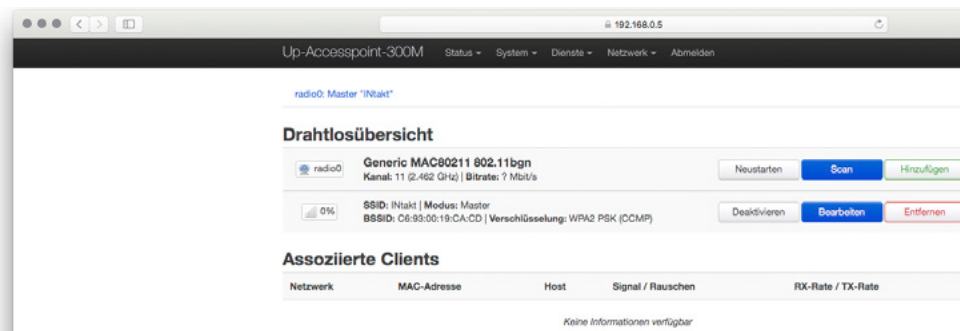 192.168.0.5
Up-Accesspoint-300M Status System Dienste Netzwerk Abmelden
radio0: Master "INtakt"
Drahtlosübersicht
radio0 Generic MAC80211 802.11bgn Neustarten Scan Hinzufügen
Kanal: 11 (2.462 GHz) | Bitrate: ? Mbit/s
0% SSID: INtakt | Modus: Master Deaktivieren Bearbeiten Entfernen
BSSID: C6:93:00:19:CA:CD | Verschlüsselung: WPA2 PSK (CCMP)
Assoziierte Clients
Netzwerk MAC-Adresse Host Signal / Rauschen RX-Rate / TX-Rate
Keine Informationen verfügbar